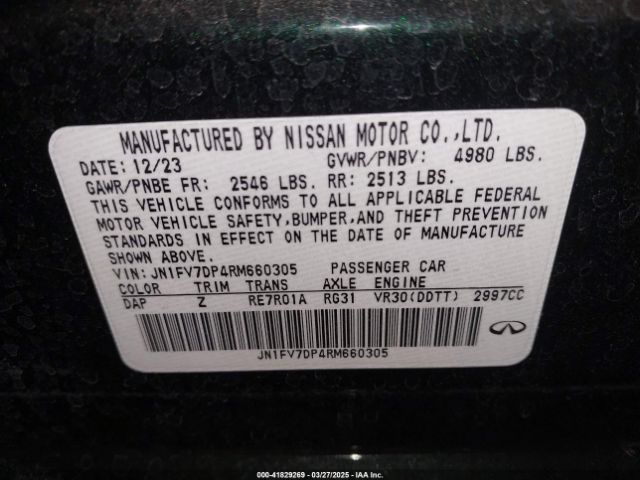 MANUFACTURED BY NISSAN MOTOR CO.,LTD.
DATE: 12/23 GVWR/PNBV: 4980 LBS.
GAWR/PNBE FR: 2546 LBS. RR: 2513 LBS.
THIS VEHICLE CONFORMS TO ALL APPLICABLE FEDERAL
MOTOR VEHICLE SAFETY,BUMPER,AND THEFT PREVENTION
STANDARDS IN EFFECT ON THE DATE OF MANUFACTURE
SHOWN ABOVE.
VIN: JN1FV7DP4RM660305 PASSENGER CAR
COLOR TRIM TRANS AXLE ENGINE
DAP Z RE7R01A RG31 VR30(DDTT) 2997CC
JN1FV7DP4RM660305
000-41829269 - 03/27/2025 - IAA Inc.